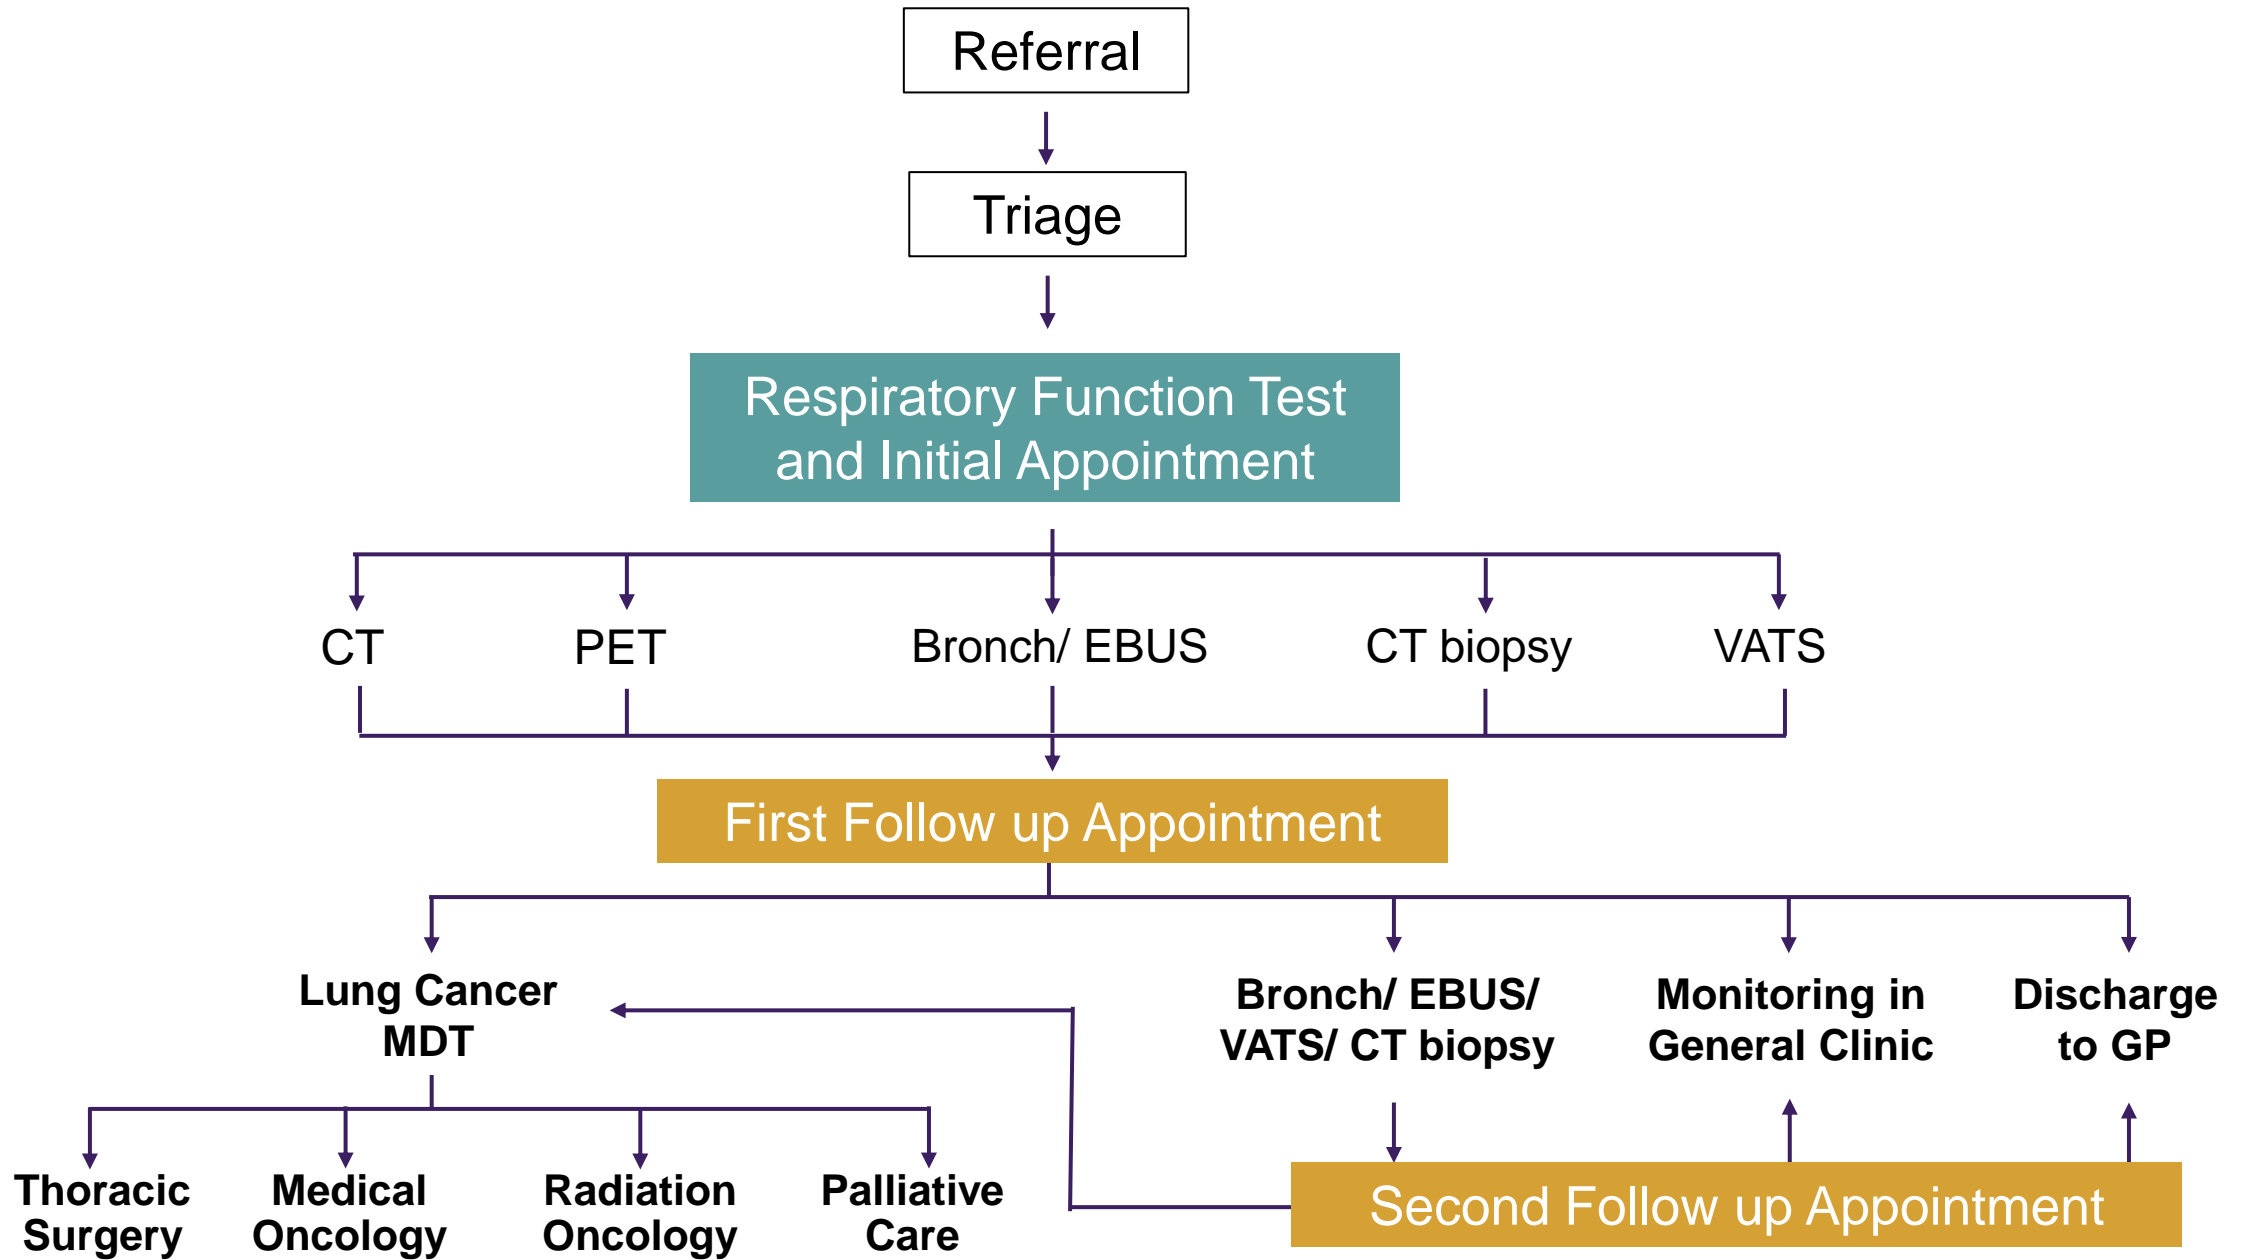 Referral
Triage
Respiratory Function Test
and Initial Appointment
CT
PET
Bronch/ EBUS
CT biopsy
VATS
First Follow up Appointment
Lung Cancer
MDT
Bronch/ EBUS/
VATS/ CT biopsy
Monitoring in
General Clinic
Discharge
to GP
Thoracic
Surgery
Medical
Oncology
Radiation
Oncology
Palliative
Care
Second Follow up Appointment